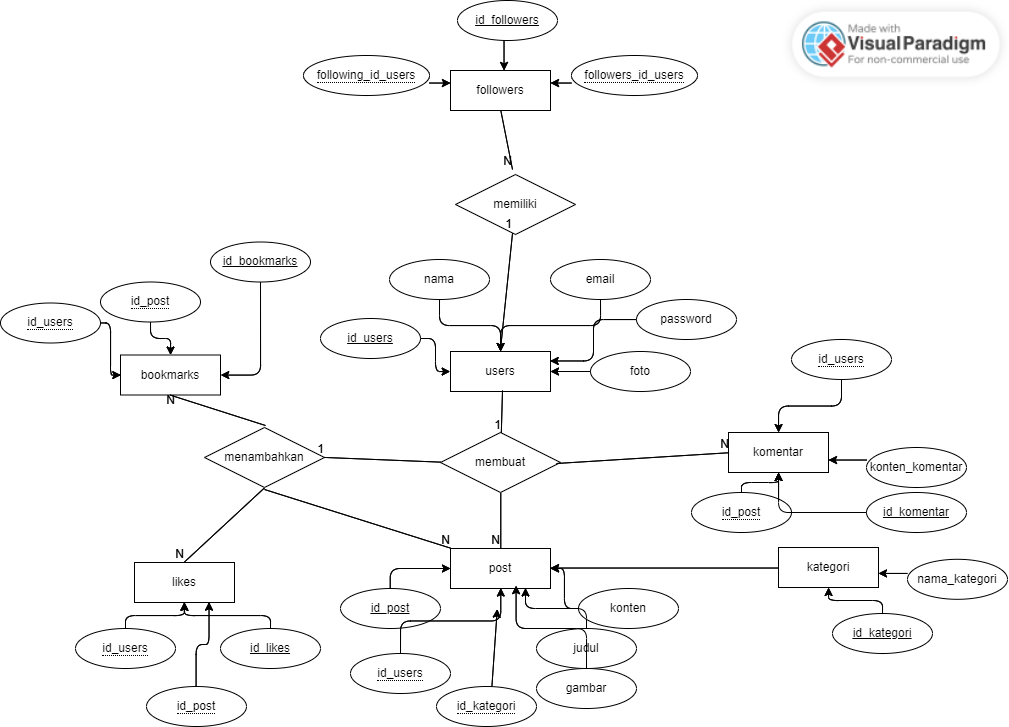 id_followers
Made with
Visual Paradigm
For non-commercial use
following_id_users
followers_id_users
followers
N
memiliki
1
id_bookmarks
nama
email
id_post
id_users
password
id_users
id_users
bookmarks
users
foto
N
1
komentar
N
menambahkan
1
membuat
konten_komentar
id_post
id_komentar
N
N
N
likes
post
kategori
nama_kategori
id_post
konten
id_kategori
id_users
id_likes
judul
id_users
gambar
id_post
id_kategori